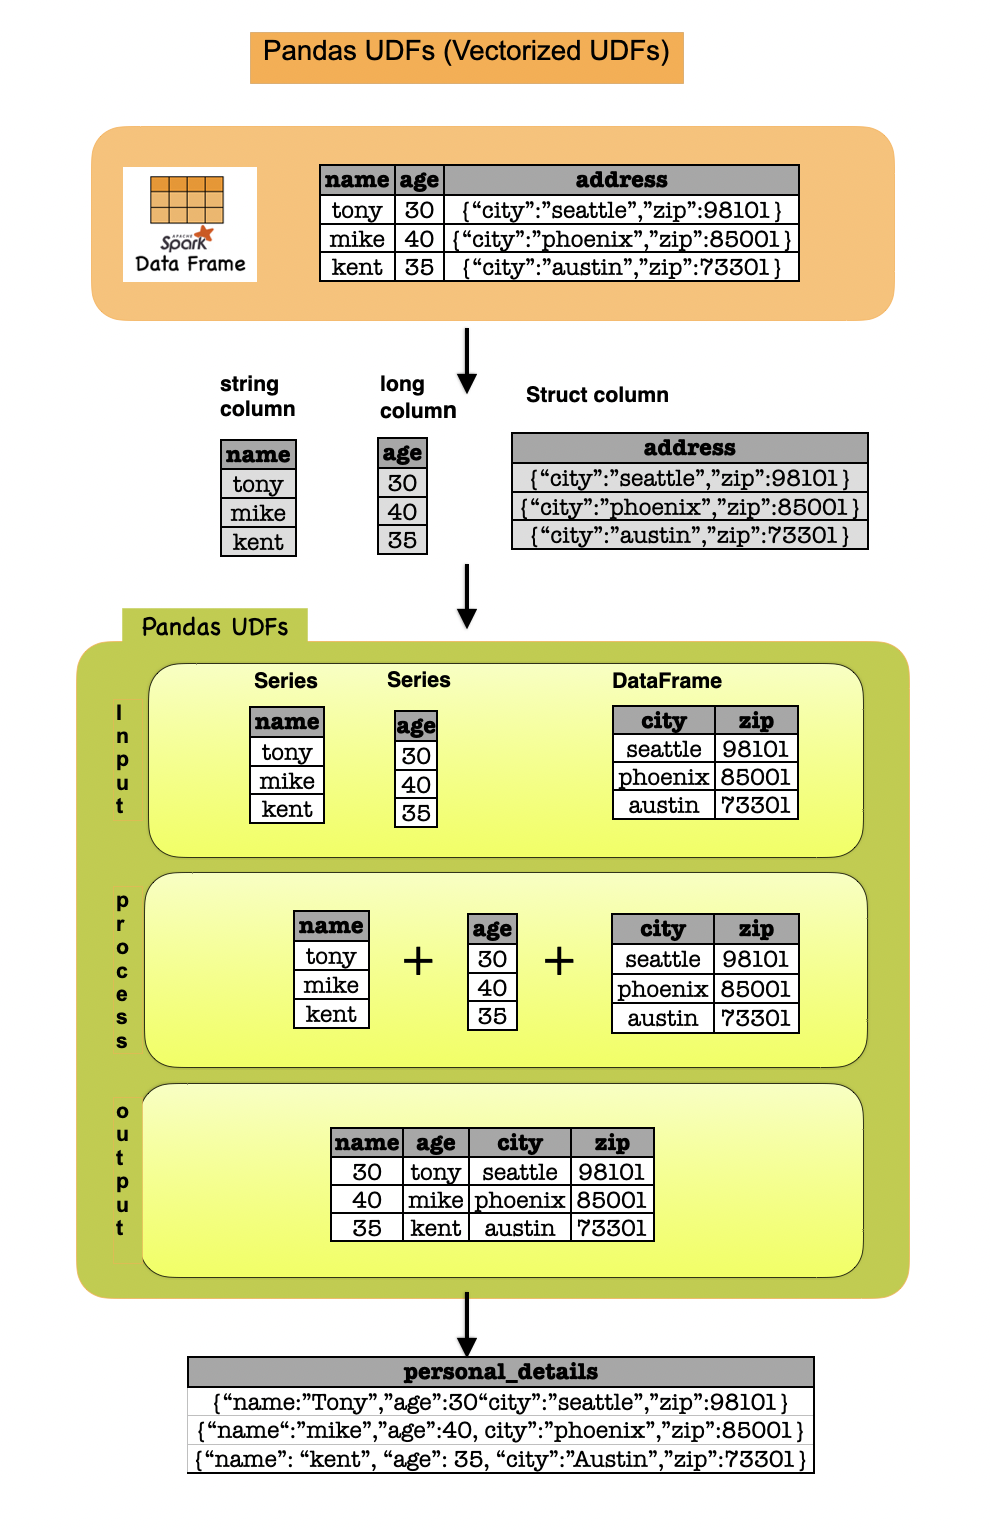 Pandas UDFs (Vectorized UDFs)
name age address
tony 30 {“city”:”seattle”,”zip”:98101}
mike 40 {“city”:”phoenix”,”zip”:85001}
kent 35 {“city”:”austin”,”zip”:73301}
APACHE
Spark
Data Frame
string
column
long
column
Struct column
name
tony
mike
kent
age
30
40
35
address
{“city”:”seattle”,”zip”:98101}
{“city”:”phoenix”,”zip”:85001}
{“city”:”austin”,”zip”:73301}
Pandas UDFs
Input
Series
name
tony
mike
kent
Series
age
30
40
35
DataFrame
city zip
seattle 98101
phoenix 85001
austin 73301
process
name
tony
mike
kent
+
age
30
40
35
+
city zip
seattle 98101
phoenix 85001
austin 73301
output
name age city zip
30 tony seattle 98101
40 mike phoenix 85001
35 kent austin 73301
personal_details
{“name:”Tony”,”age”:30“city”:”seattle”,”zip”:98101}
{“name“:”mike”,”age”:40, city”:”phoenix”,”zip”:85001}
{“name”: “kent”, “age”: 35, “city”:”Austin”,”zip”:73301}